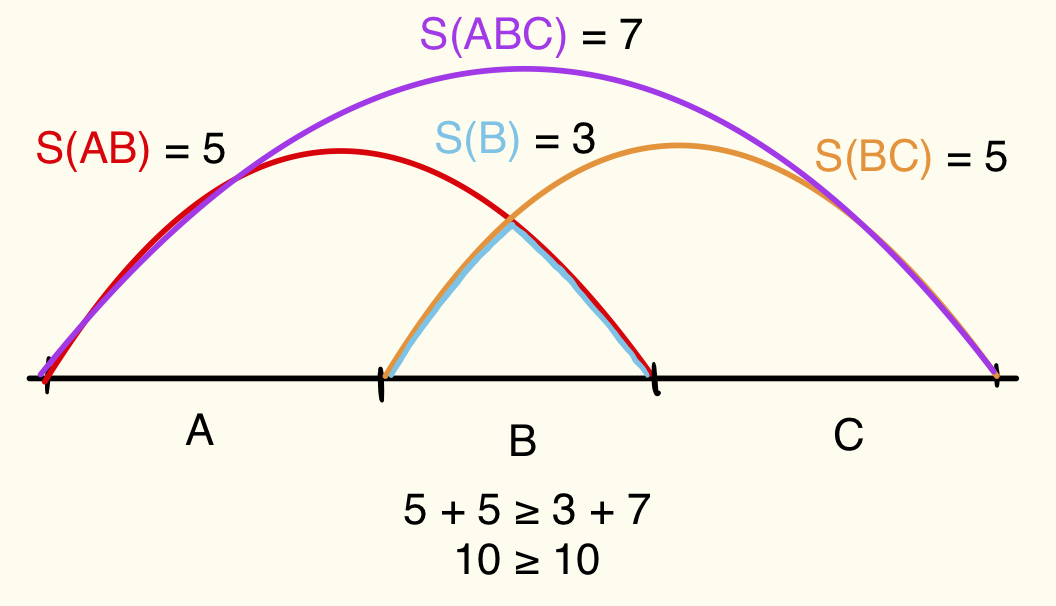 S(ABC) = 7
S(AB) = 5
S(B) = 3
S(BC) = 5
A
B
C
5 + 5 ≥ 3 + 7
10 ≥ 10